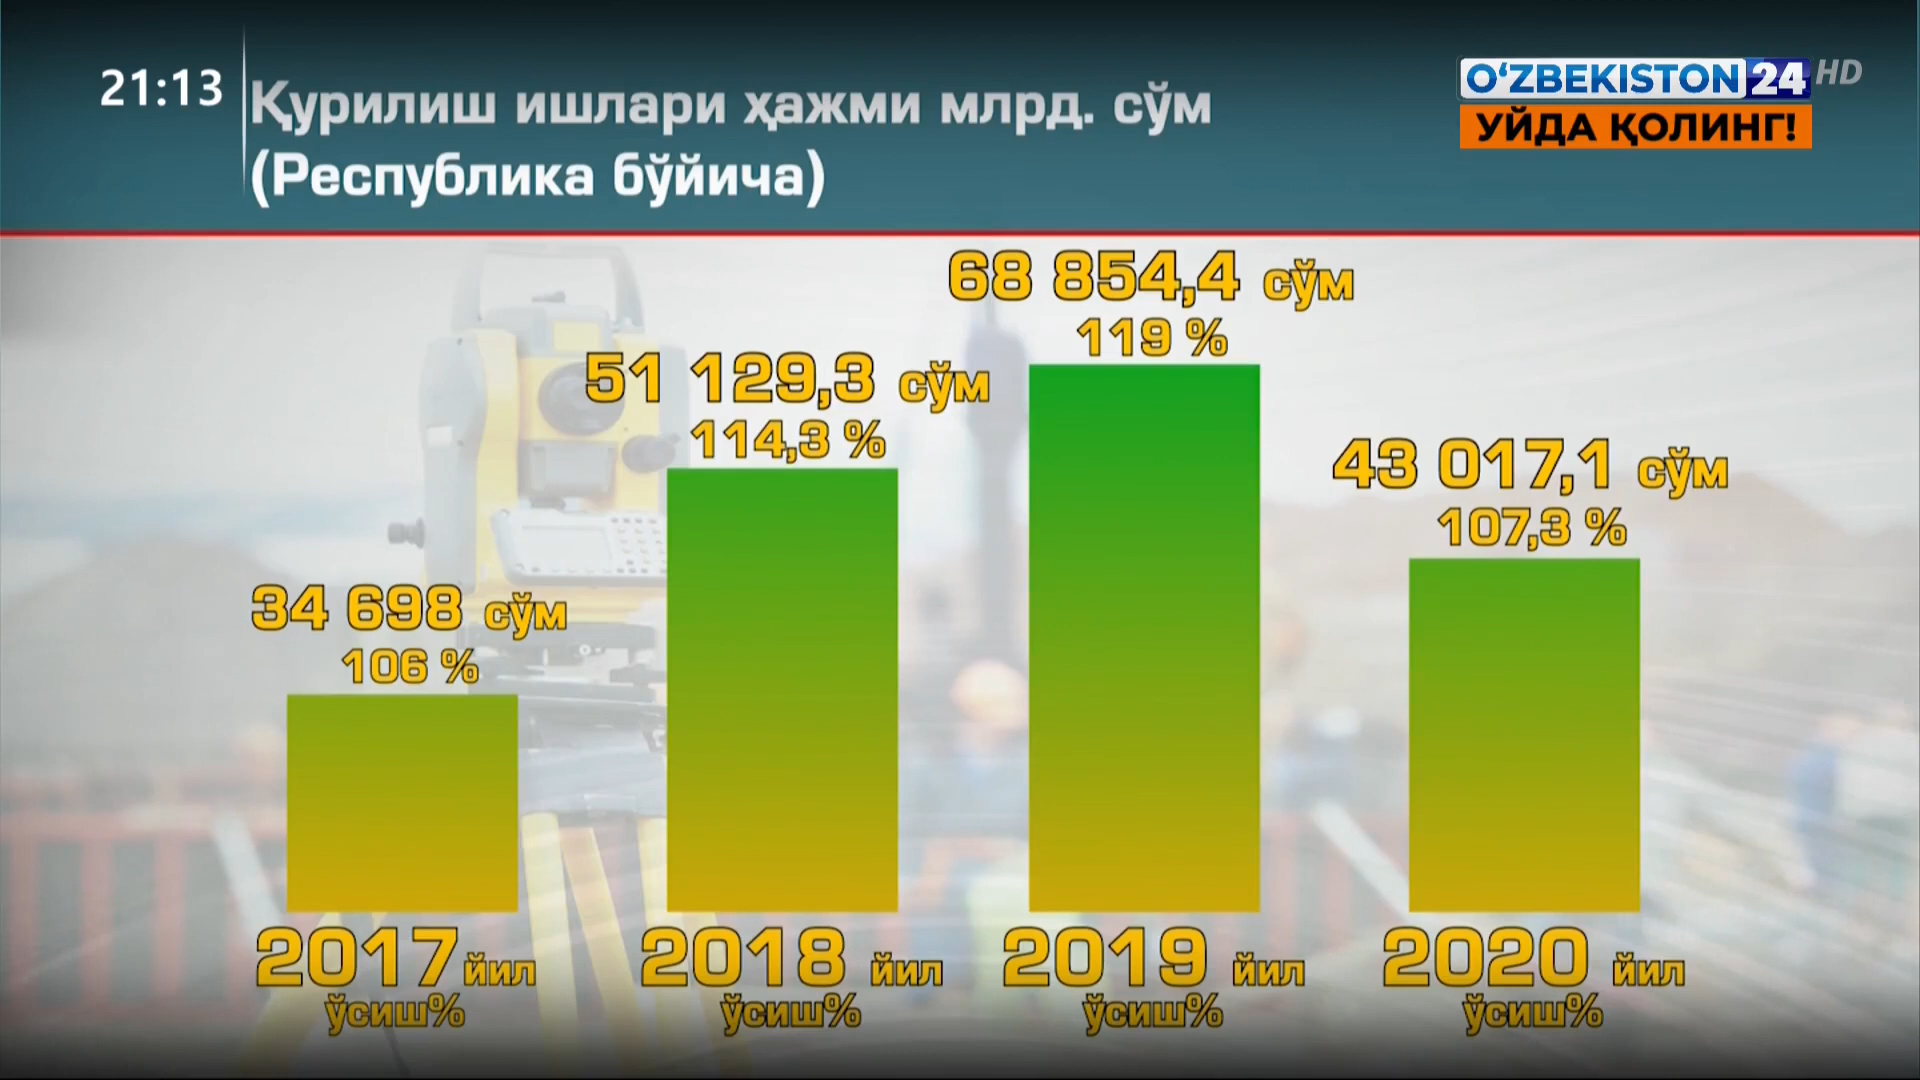 21:13
Қурилиш ишлари ҳажми млрд. сўм
(Республика бўйича)
O‘ZBEKISTON 24 HD
УЙДА ҚОЛИНГ!
34 698 сўм
106 %
51 129,3 сўм
114,3 %
68 854,4 сўм
119 %
43 017,1 сўм
107,3 %
2017 йил
ўсиш%
2018 йил
ўсиш%
2019 йил
ўсиш%
2020 йил
ўсиш%